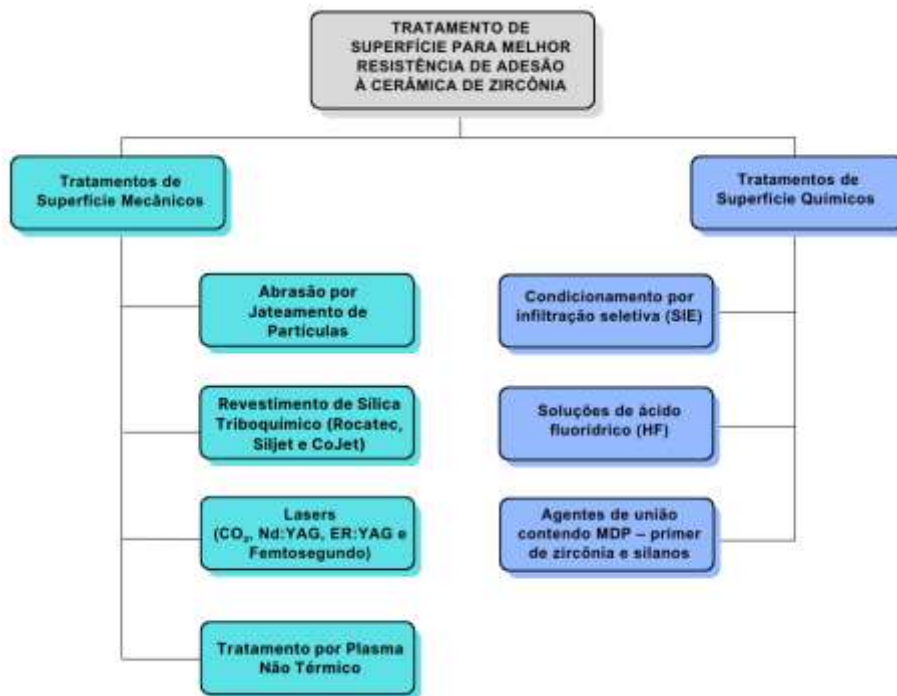 TRATAMENTO DE
SUPERFÍCIE PARA MELHOR
RESISTÊNCIA DE ADESÃO
À CERÂMICA DE ZIRCÔNIA
Tratamentos de
Superfície Mecânicos
Tratamentos de
Superfície Químicos
Abrasão por
Jateamento de
Partículas
Condicionamento por
infiltração seletiva (SIE)
Revestimento de Sílica
Triboquímico (Rocatec,
Siljet e CoJet)
Soluções de ácido
fluorídrico (HF)
Lasers
(CO₂, Nd:YAG, ER:YAG e
Femtosegundo)
Agentes de união
contendo MDP – primer
de zircônia e silanos
Tratamento por Plasma
Não Térmico